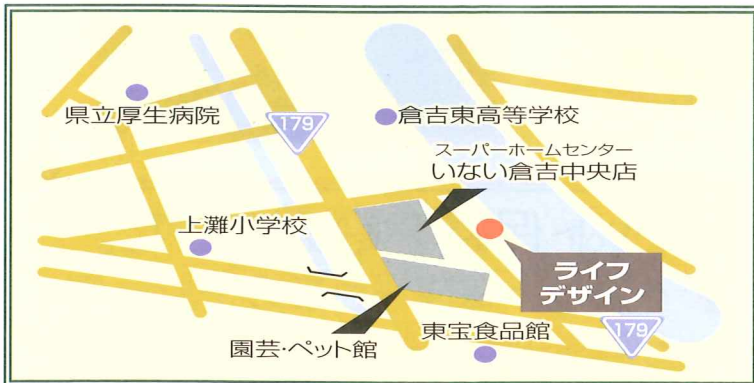 県立厚生病院
179
倉吉東高等学校
スーパーホームセンター
いない倉吉中央店
上灘小学校
ライフ
デザイン
園芸・ペット館
東宝食品館
179